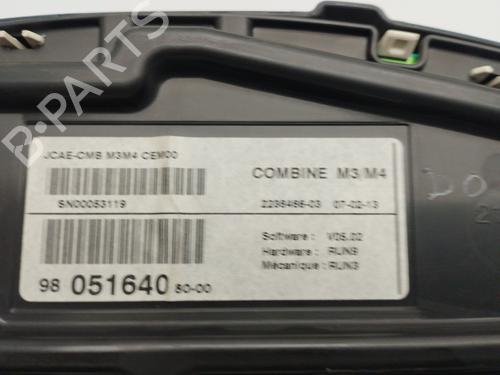 B-PARTS
JCAE-CMB M3M4 CEM00
COMBINE M3/M4
SN00053119
2236466-03 07-02-13
Software : V05.02
Hardware : RUN9
Mécanique : RUN3
98 051640 80-00